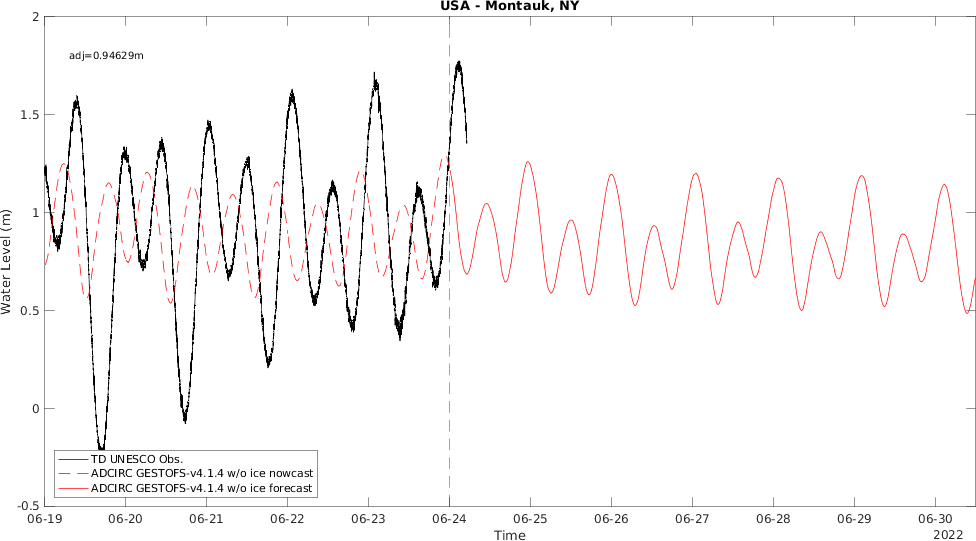 USA - Montauk, NY
2
adj=0.94629m
1.5
1
0.5
0
-0.5
Water Level (m)
TD UNESCO Obs.
ADCIRC GESTOFS-v4.1.4 w/o ice nowcast
ADCIRC GESTOFS-v4.1.4 w/o ice forecast
06-19 06-20 06-21 06-22 06-23 06-24 06-25 06-26 06-27 06-28 06-29 06-30
Time
2022